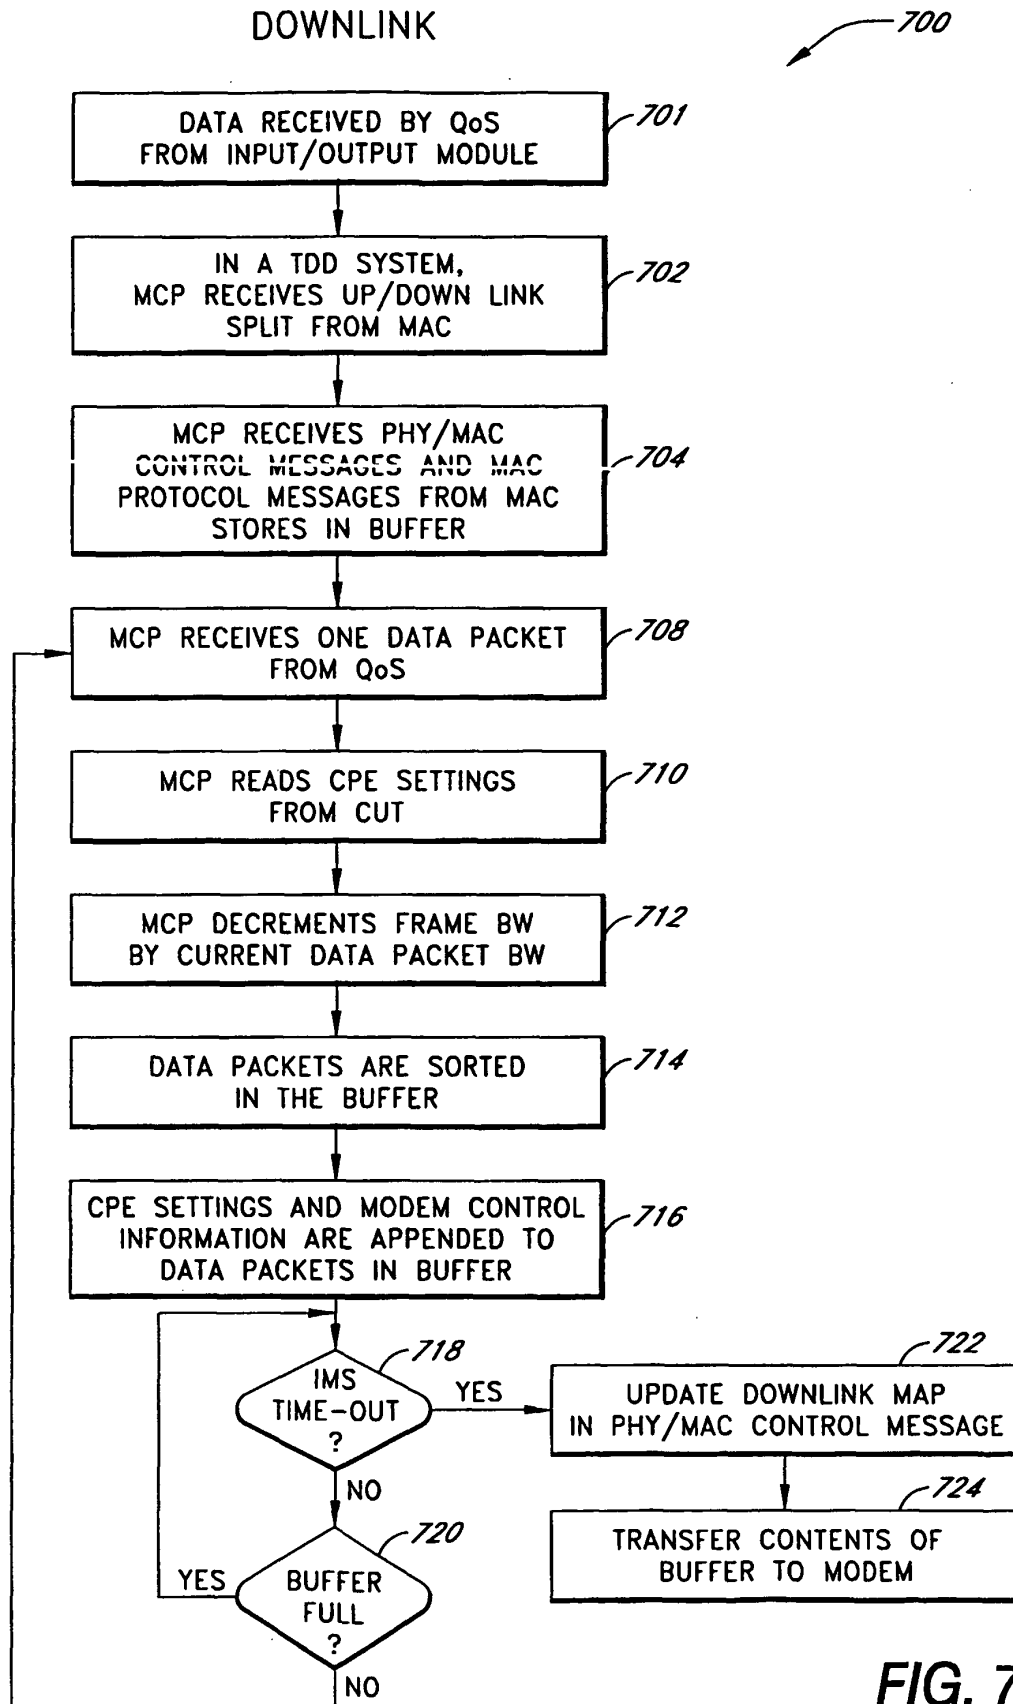 DOWNLINK
700
DATA RECEIVED BY QoS
FROM INPUT/OUTPUT MODULE
701
IN A TDD SYSTEM,
MCP RECEIVES UP/DOWN LINK
SPLIT FROM MAC
702
MCP RECEIVES PHY/MAC
CONTROL MESSAGES AND MAC
PROTOCOL MESSAGES FROM MAC
STORES IN BUFFER
704
MCP RECEIVES ONE DATA PACKET
FROM QoS
708
MCP READS CPE SETTINGS
FROM CUT
710
MCP DECREMENTS FRAME BW
BY CURRENT DATA PACKET BW
712
DATA PACKETS ARE SORTED
IN THE BUFFER
714
CPE SETTINGS AND MODEM CONTROL
INFORMATION ARE APPENDED TO
DATA PACKETS IN BUFFER
716
IMS
TIME-OUT
?
718
YES
NO
UPDATE DOWNLINK MAP
IN PHY/MAC CONTROL MESSAGE
722
TRANSFER CONTENTS OF
BUFFER TO MODEM
724
BUFFER
FULL
?
720
YES
NO
FIG. 7